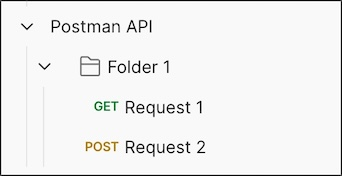 Postman API
Folder 1
GET Request 1
POST Request 2